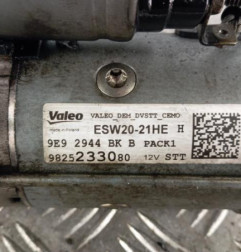 Valeo VALEO_DEM_DVSTT_CEMO
ESW20-21HE H
9E9 2944 BK B PACK1
9825233080 12V STT